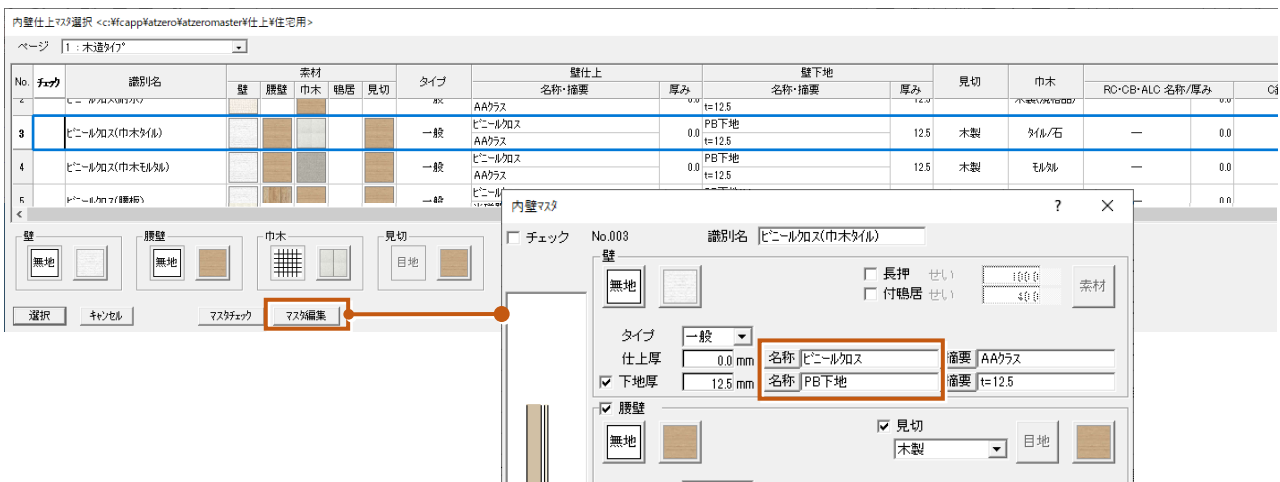 内壁仕上ﾏｽﾀ選択 <c:¥fcapp¥atzero¥atzeromaster¥仕上¥住宅用>
ページ 1 : 木造ﾀｲﾌﾟ
No. ﾁｪｯｸ 識別名 素材 タイプ 壁仕上 壁下地 見切 巾木
壁 腰壁 巾木 鴨居 見切 名称・摘要 厚み 名称・摘要 厚み RC・CB・ALC 名称/厚み
AAｸﾗｽ t=12.5
3 ﾋﾞﾆｰﾙｸﾛｽ(巾木ﾀｲﾙ) 一般 ﾋﾞﾆｰﾙｸﾛｽ 0.0 PB下地 12.5 木製 ﾀｲﾙ/石 ― 0.0
AAｸﾗｽ t=12.5
4 ﾋﾞﾆｰﾙｸﾛｽ(巾木ﾓﾙﾀﾙ) 一般 ﾋﾞﾆｰﾙｸﾛｽ 0.0 PB下地 12.5 木製 ﾓﾙﾀﾙ ― 0.0
AAｸﾗｽ t=12.5
5 ﾋﾞﾆｰﾙｸﾛｽ(腰板) 一般
壁 腰壁 巾木 見切
無地 無地 目地
選択 ｷｬﾝｾﾙ ﾏｽﾀﾁｪｯｸ ﾏｽﾀ編集
内壁ﾏｽﾀ ? ×
チェック No.003 識別名 ﾋﾞﾆｰﾙｸﾛｽ(巾木ﾀｲﾙ)
壁
無地 長押 せい 100.0 素材
付鴨居 せい 40.0
タイプ 一般
仕上厚 0.0 mm 名称 ﾋﾞﾆｰﾙｸﾛｽ 摘要 AAｸﾗｽ
下地厚 12.5 mm 名称 PB下地 摘要 t=12.5
腰壁
無地 見切 木製 目地